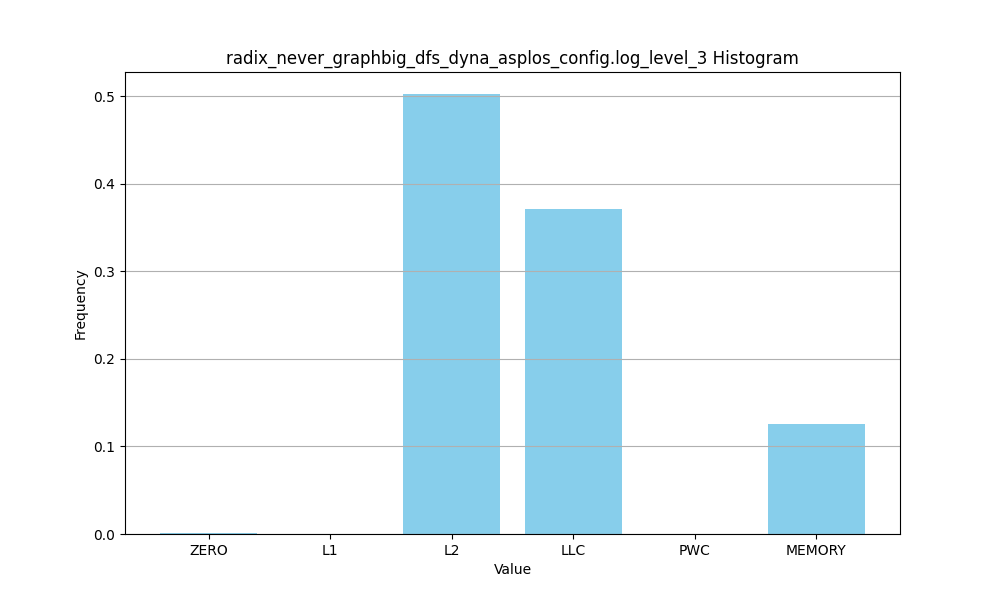 radix_never_graphbig_dfs_dyna_asplos_config.log_level_3 Histogram
Frequency
0.5
0.4
0.3
0.2
0.1
0.0
ZERO L1 L2 LLC PWC MEMORY
Value